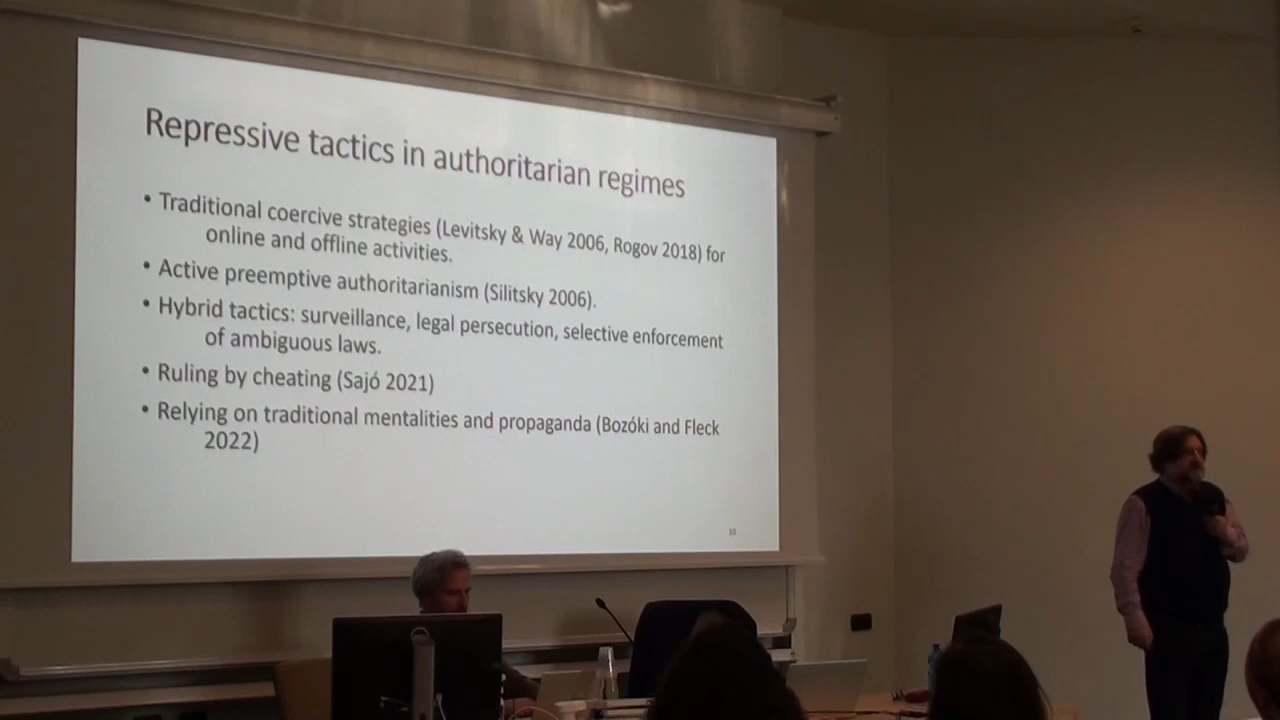 Repressive tactics in authoritarian regimes
• Traditional coercive strategies (Levitsky & Way 2006, Rogov 2018) for
online and offline activities.
• Active preemptive authoritarianism (Silitsky 2006).
• Hybrid tactics: surveillance, legal persecution, selective enforcement
of ambiguous laws.
• Ruling by cheating (Sajó 2021)
• Relying on traditional mentalities and propaganda (Bozóki and Fleck
2022)